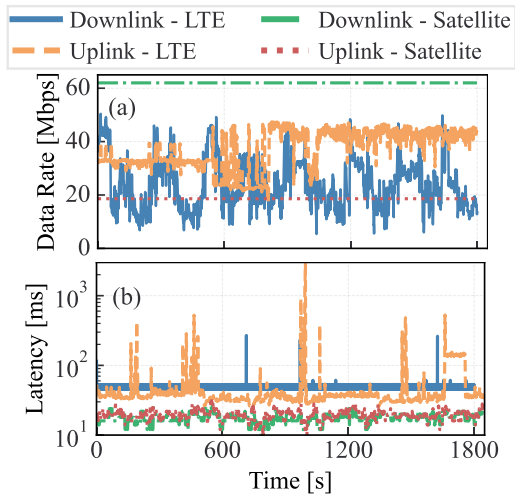 Downlink - LTE Downlink - Satellite
Uplink - LTE Uplink - Satellite
(a)
Data Rate [Mbps]
60
40
20
0
(b)
Latency [ms]
10³
10²
10¹
0 600 1200 1800
Time [s]